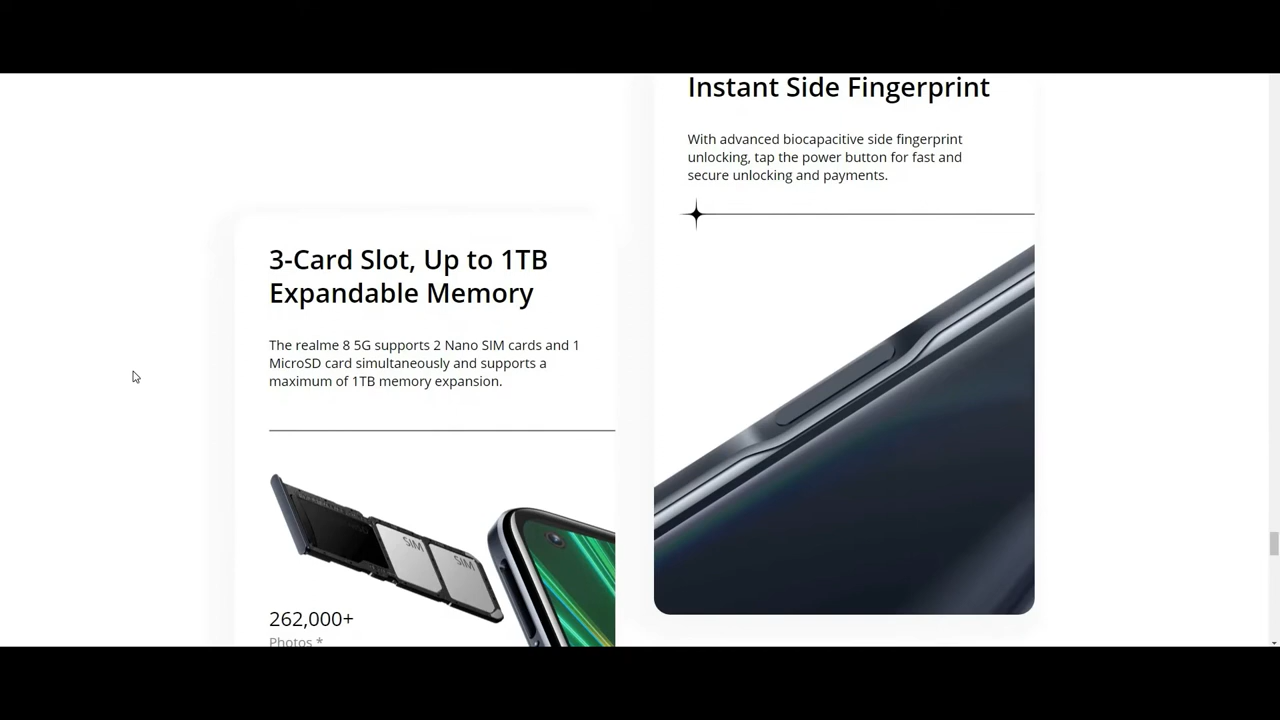 Instant Side Fingerprint
With advanced biocapacitive side fingerprint
unlocking, tap the power button for fast and
secure unlocking and payments.
3-Card Slot, Up to 1TB
Expandable Memory
The realme 8 5G supports 2 Nano SIM cards and 1
MicroSD card simultaneously and supports a
maximum of 1TB memory expansion.
SIM
SIM
262,000+
Photos *